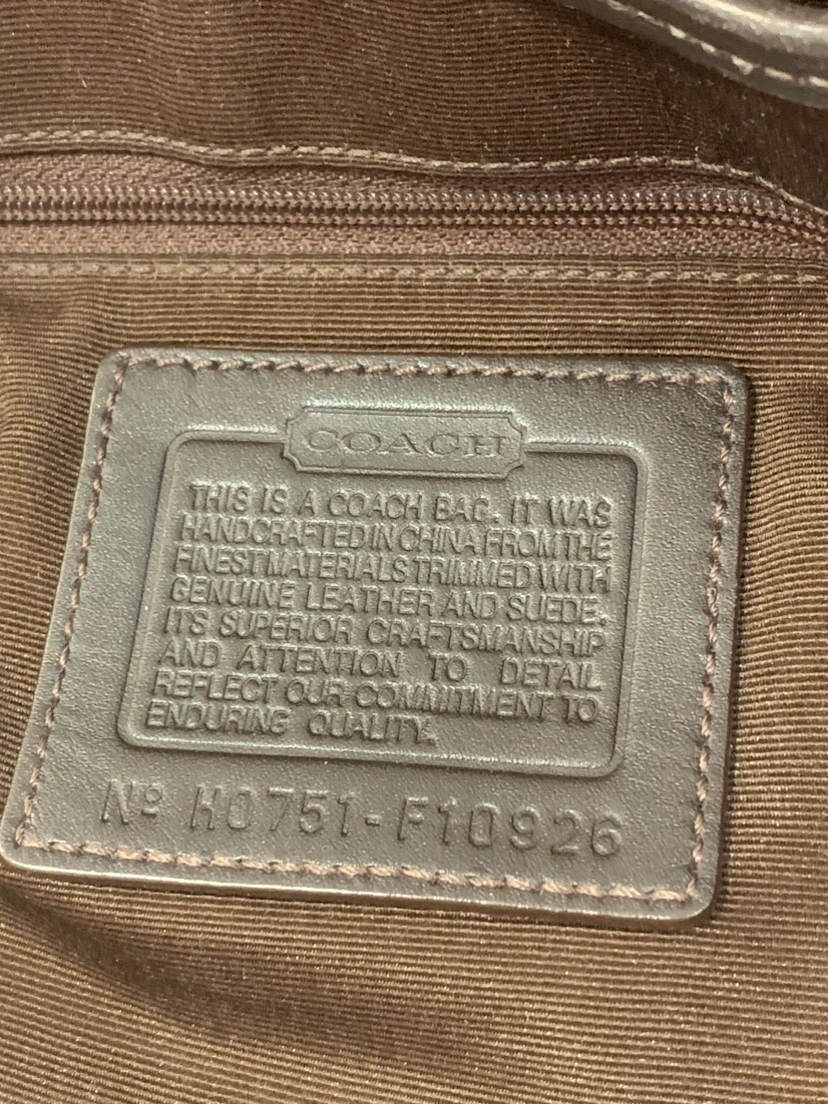 COACH
THIS IS A COACH BAG. IT WAS
HANDCRAFTED IN CHINA FROM THE
FINEST MATERIALS TRIMMED WITH
GENUINE LEATHER AND SUEDE.
ITS SUPERIOR CRAFTSMANSHIP
AND ATTENTION TO DETAIL
REFLECT OUR COMMITMENT TO
ENDURING QUALITY.
Nº H0751-F10926